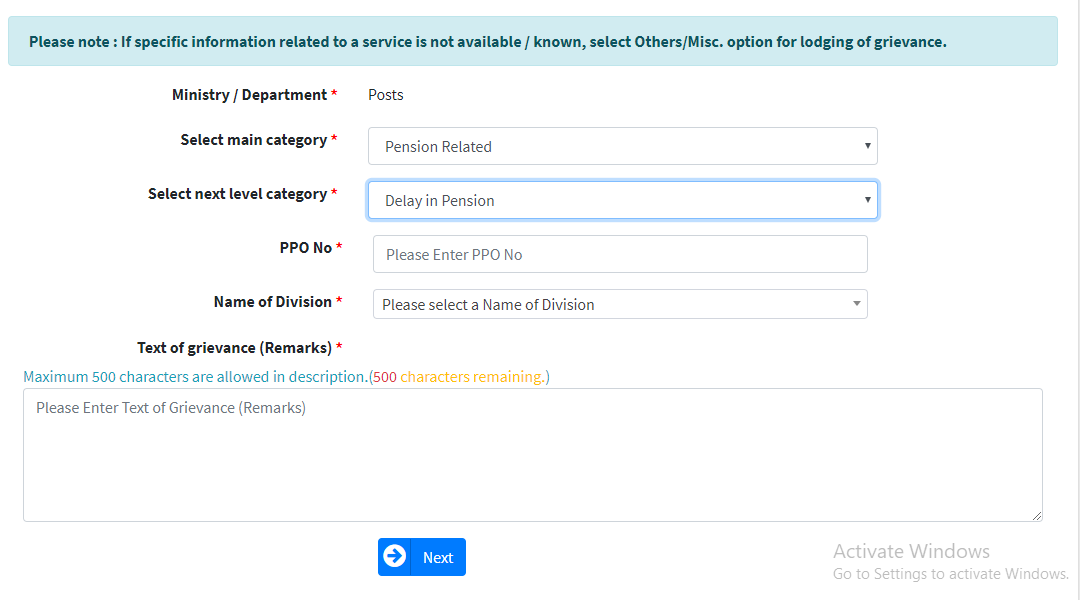 Please note : If specific information related to a service is not available / known, select Others/Misc. option for lodging of grievance.
Ministry / Department * Posts
Select main category * Pension Related
Select next level category * Delay in Pension
PPO No * Please Enter PPO No
Name of Division * Please select a Name of Division
Text of grievance (Remarks) *
Maximum 500 characters are allowed in description.(500 characters remaining.)
Please Enter Text of Grievance (Remarks)
Next
Activate Windows
Go to Settings to activate Windows.